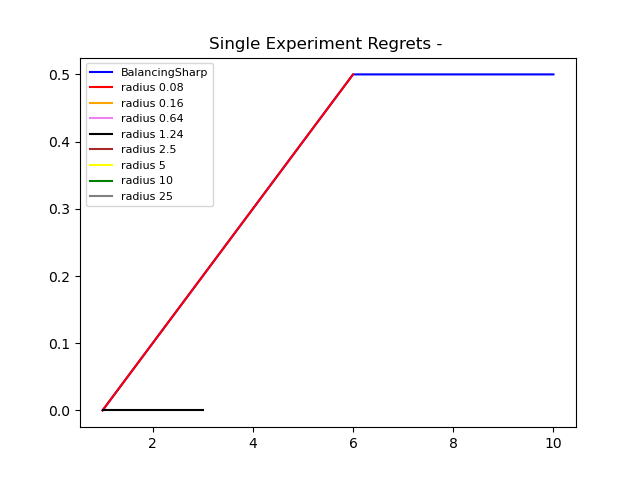 Single Experiment Regrets -
BalancingSharp
radius 0.08
radius 0.16
radius 0.64
radius 1.24
radius 2.5
radius 5
radius 10
radius 25
0.5
0.4
0.3
0.2
0.1
0.0
2 4 6 8 10